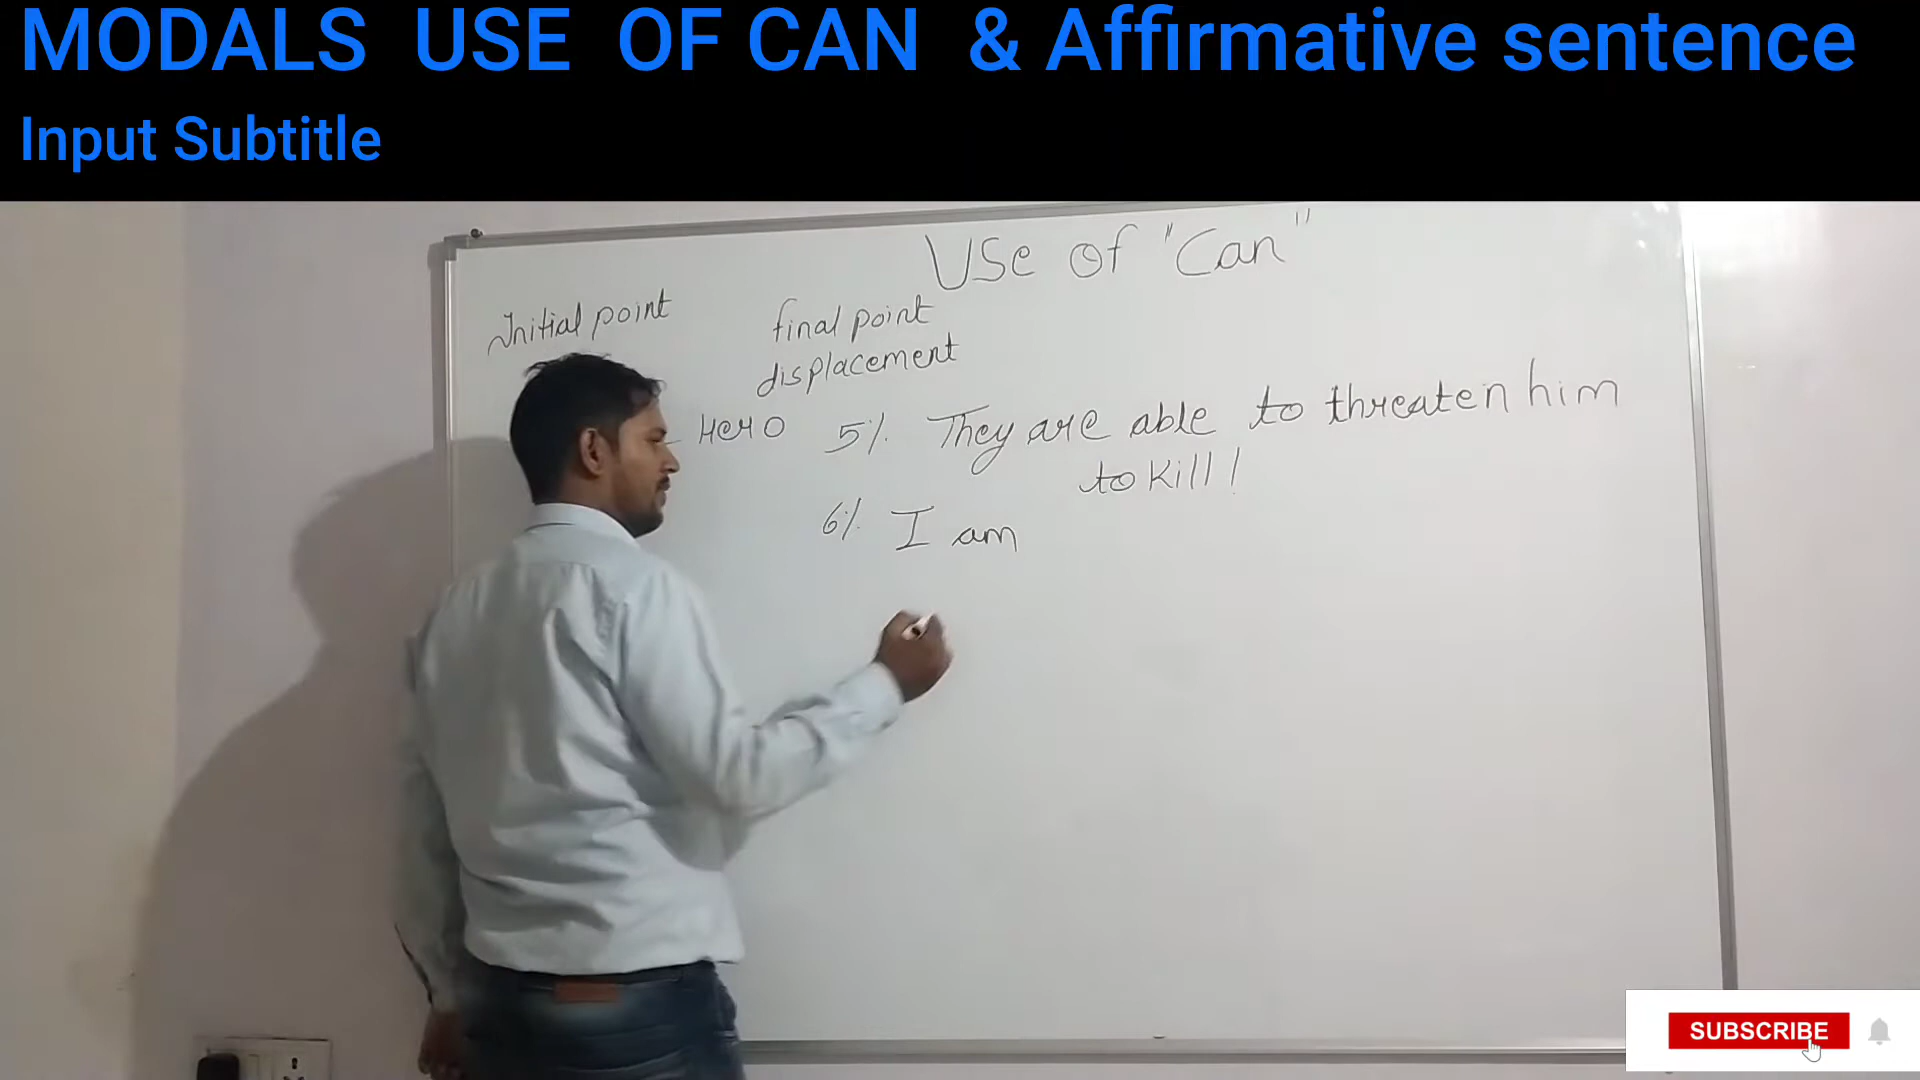 MODALS USE OF CAN & Affirmative sentence
Input Subtitle
Use of "Can"
Initial point
final point
displacement
Hero
5%. They are able to threaten him
to kill!
6%. I am
SUBSCRIBE